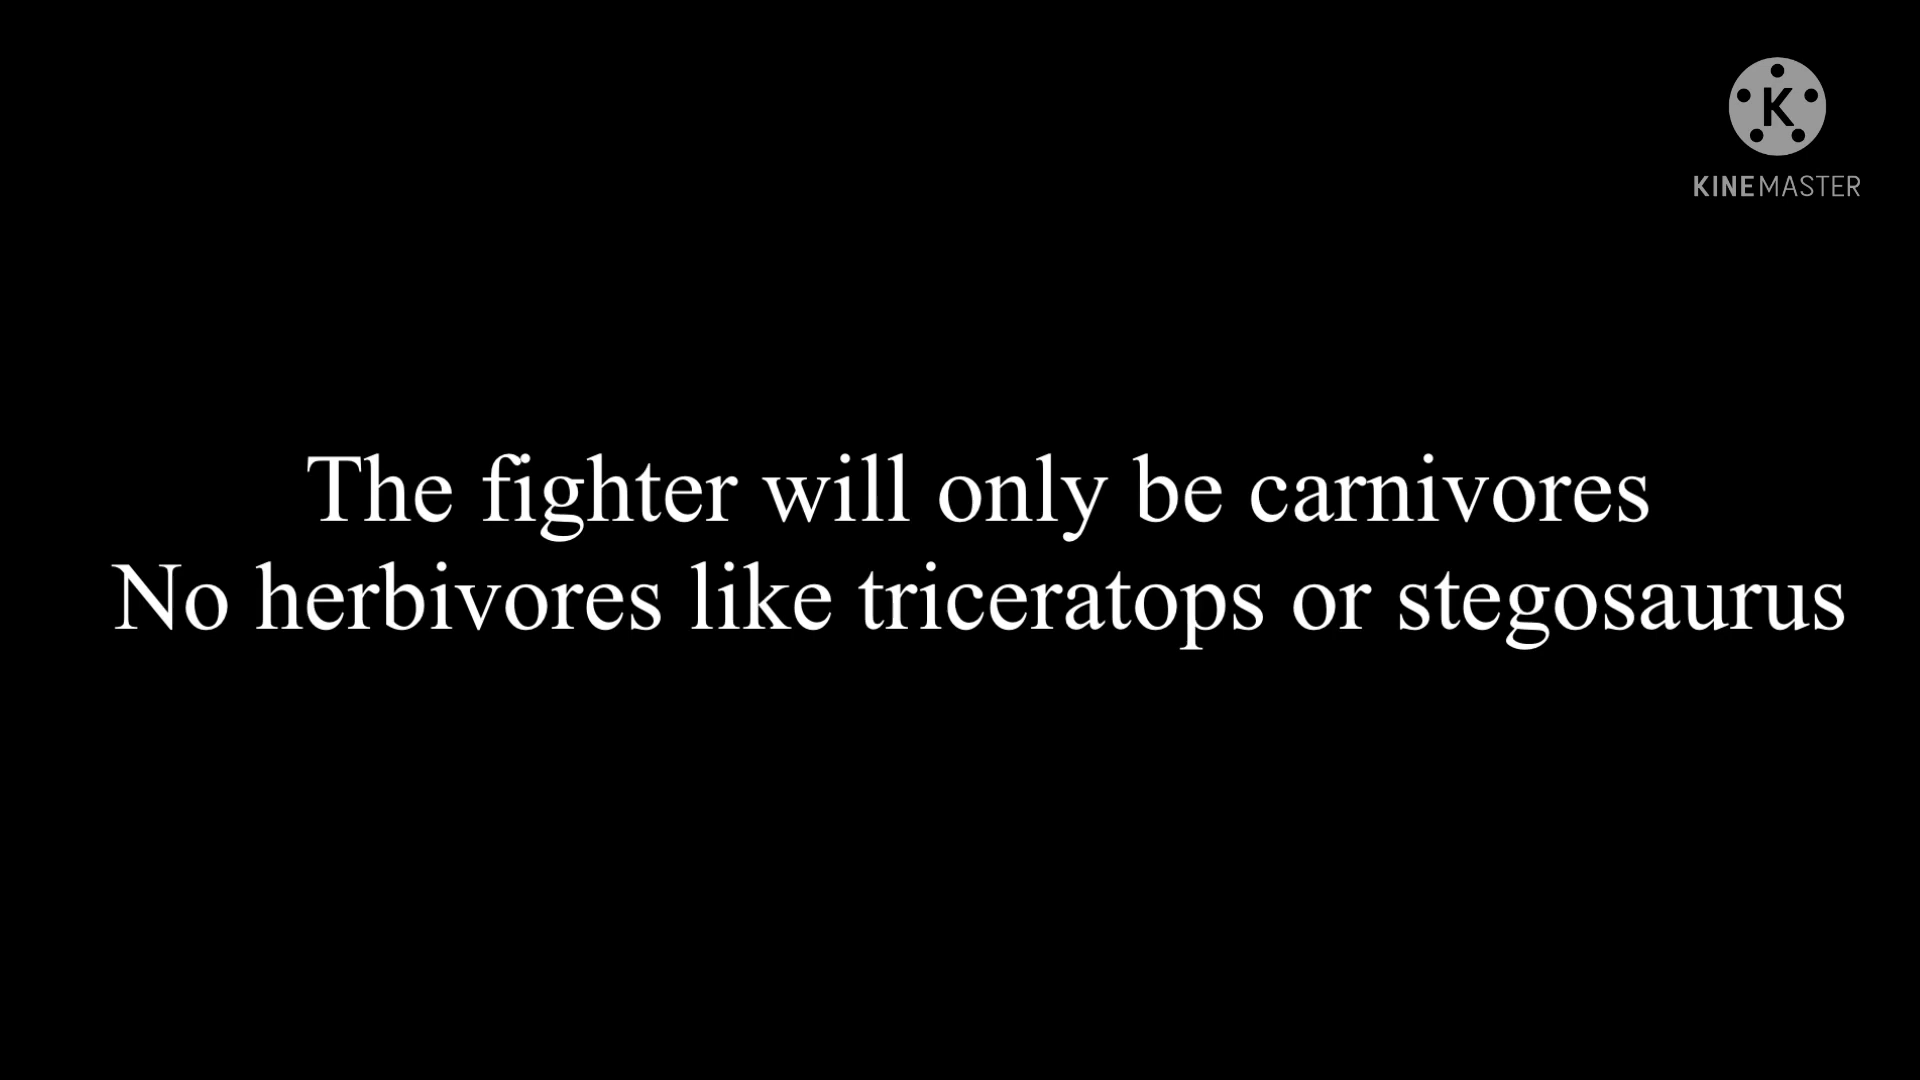 K
KINEMASTER
The fighter will only be carnivores
No herbivores like triceratops or stegosaurus